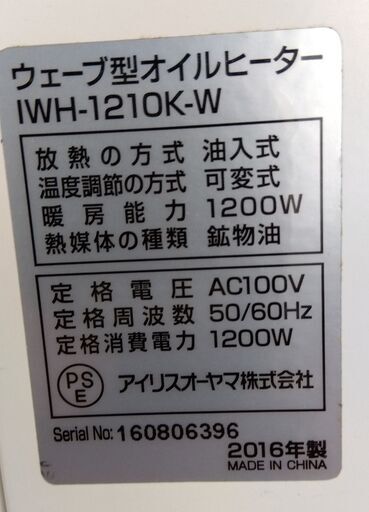 ウェーブ型オイルヒーター
IWH-1210K-W
放熱の方式 油入式
温度調節の方式 可変式
暖房能力 1200W
熱媒体の種類 鉱物油
定格電圧 AC100V
定格周波数 50/60Hz
定格消費電力 1200W
PS
E
アイリスオーヤマ株式会社
Serial No: 160806396
2016年製
MADE IN CHINA